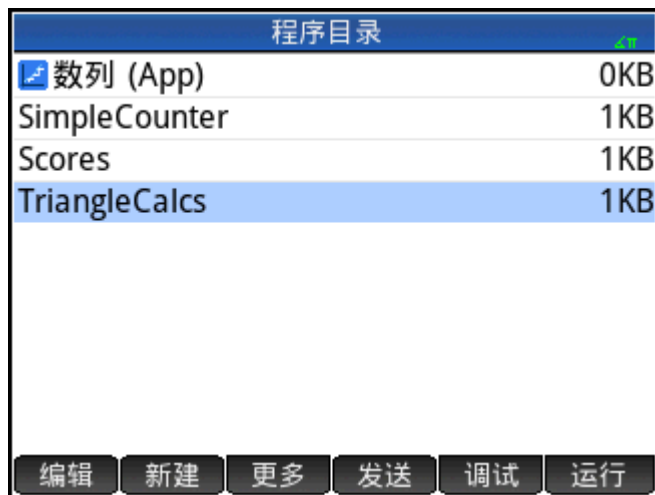 程序目录
∡π
数列 (App) 0KB
SimpleCounter 1KB
Scores 1KB
TriangleCalcs 1KB
编辑 新建 更多 发送 调试 运行